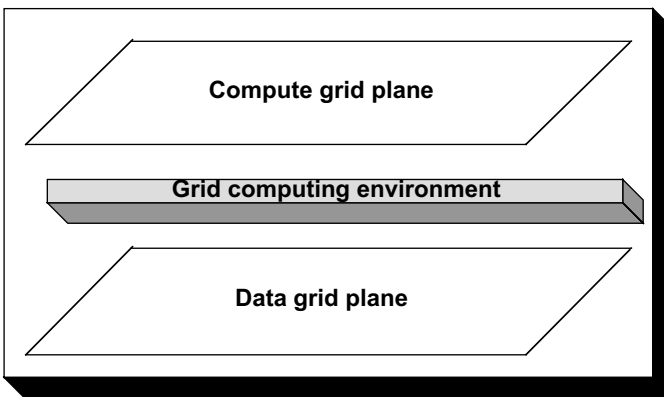 Compute grid plane
Grid computing environment
Data grid plane